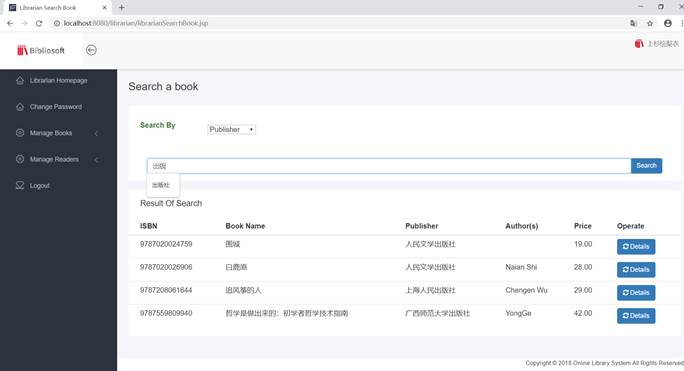 Librarian Search Book
localhost:8080/librarian/librarianSearchBook.jsp
Bibliosoft
上杉绘梨衣
Librarian Homepage
Change Password
Manage Books
Manage Readers
Logout
Search a book
Search By
Publisher
出版
Search
出版社
Result Of Search
ISBN Book Name Publisher Author(s) Price Operate
9787020024759 围城 人民文学出版社 19.00 Details
9787020026906 白鹿原 人民文学出版社 Naian Shi 28.00 Details
9787208061644 追风筝的人 上海人民出版社 Chengen Wu 29.00 Details
9787559809940 哲学是做出来的：初学者哲学技术指南 广西师范大学出版社 YongGe 42.00 Details
Copyright © 2018.Online Library System All Rights Reserved